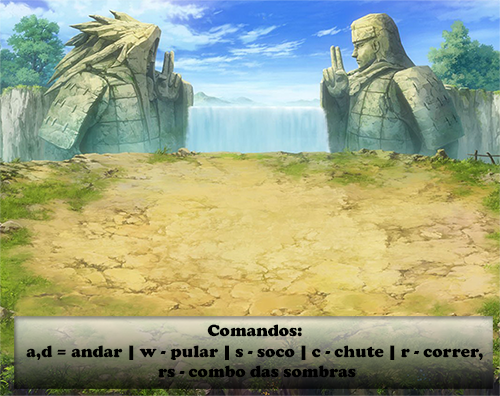 Comandos:
a,d = andar | w - pular | s - soco | c - chute | r - correr,
rs - combo das sombras